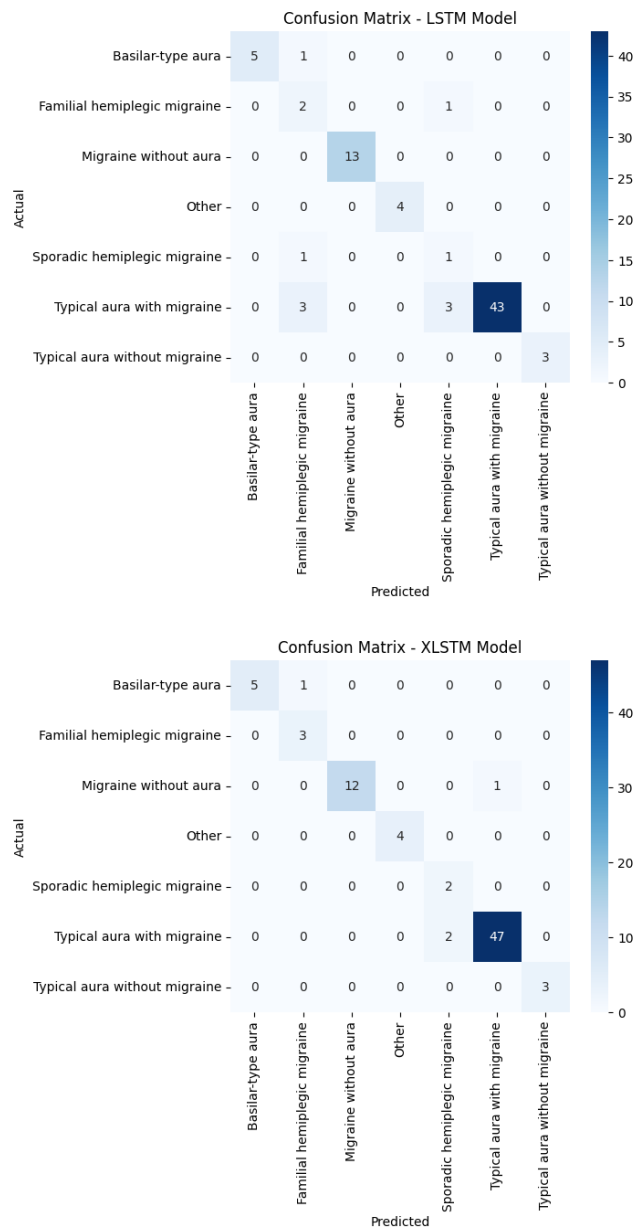 Confusion Matrix - LSTM Model
Basilar-type aura 5 1 0 0 0 0 0
Familial hemiplegic migraine 0 2 0 0 1 0 0
Migraine without aura 0 0 13 0 0 0 0
Other 0 0 0 4 0 0 0
Sporadic hemiplegic migraine 0 1 0 0 1 0 0
Typical aura with migraine 0 3 0 0 3 43 0
Typical aura without migraine 0 0 0 0 0 0 3
Actual
Basilar-type aura
Familial hemiplegic migraine
Migraine without aura
Other
Sporadic hemiplegic migraine
Typical aura with migraine
Typical aura without migraine
Predicted
40
35
30
25
20
15
10
5
0
Confusion Matrix - XLSTM Model
Basilar-type aura 5 1 0 0 0 0 0
Familial hemiplegic migraine 0 3 0 0 0 0 0
Migraine without aura 0 0 12 0 0 1 0
Other 0 0 0 4 0 0 0
Sporadic hemiplegic migraine 0 0 0 0 2 0 0
Typical aura with migraine 0 0 0 0 2 47 0
Typical aura without migraine 0 0 0 0 0 0 3
Actual
Basilar-type aura
Familial hemiplegic migraine
Migraine without aura
Other
Sporadic hemiplegic migraine
Typical aura with migraine
Typical aura without migraine
Predicted
40
30
20
10
0